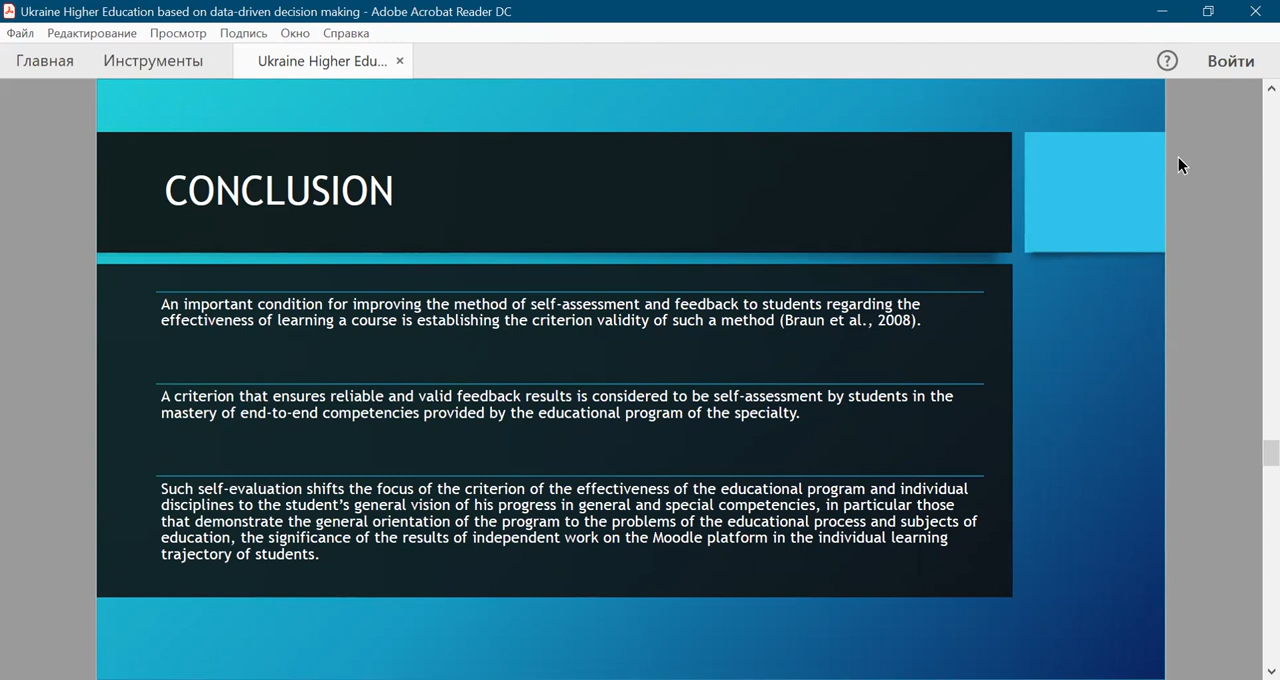 Ukraine Higher Education based on data-driven decision making - Adobe Acrobat Reader DC
Файл Редактирование Просмотр Подпись Окно Справка
Главная Инструменты Ukraine Higher Edu... × ? Войти
CONCLUSION
An important condition for improving the method of self-assessment and feedback to students regarding the
effectiveness of learning a course is establishing the criterion validity of such a method (Braun et al., 2008).
A criterion that ensures reliable and valid feedback results is considered to be self-assessment by students in the
mastery of end-to-end competencies provided by the educational program of the specialty.
Such self-evaluation shifts the focus of the criterion of the effectiveness of the educational program and individual
disciplines to the student's general vision of his progress in general and special competencies, in particular those
that demonstrate the general orientation of the program to the problems of the educational process and subjects of
education, the significance of the results of independent work on the Moodle platform in the individual learning
trajectory of students.